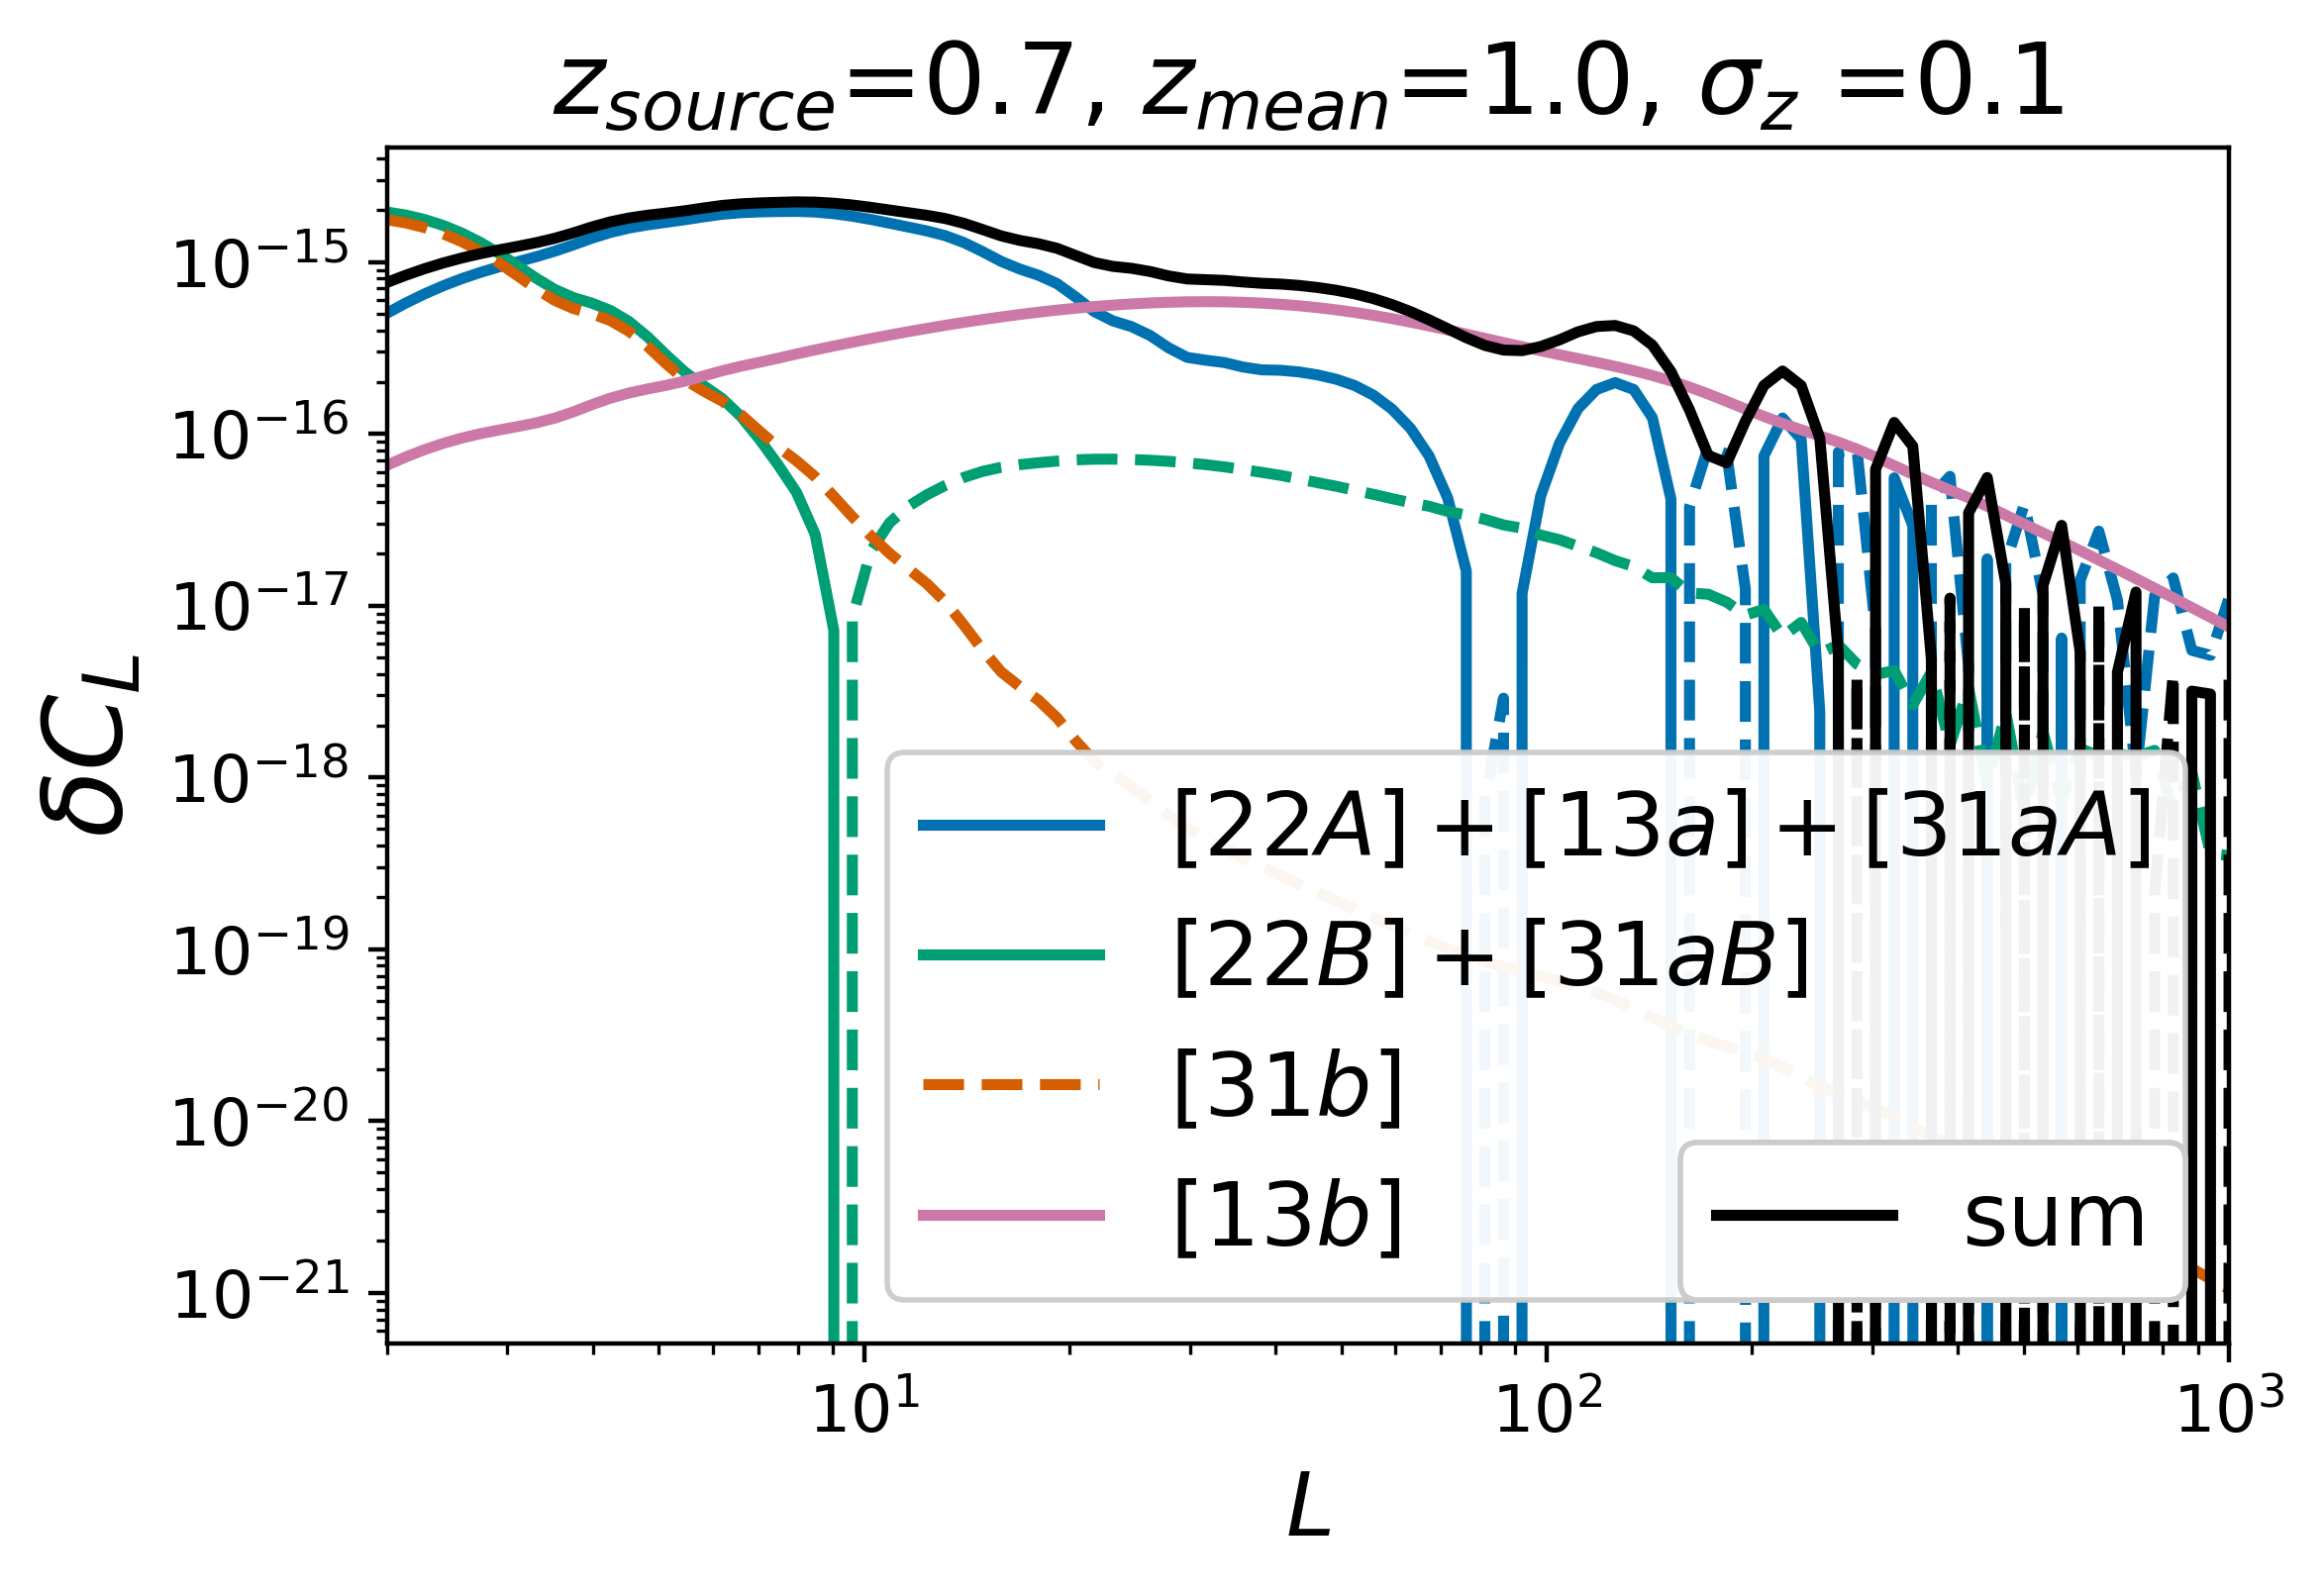 z_source=0.7, z_mean=1.0, σ_z =0.1
δC_L
10^−15
10^−16
10^−17
10^−18
10^−19
10^−20
10^−21
[22A] + [13a] + [31aA]
[22B] + [31aB]
[31b]
[13b]
sum
10^1
10^2
10^3
L